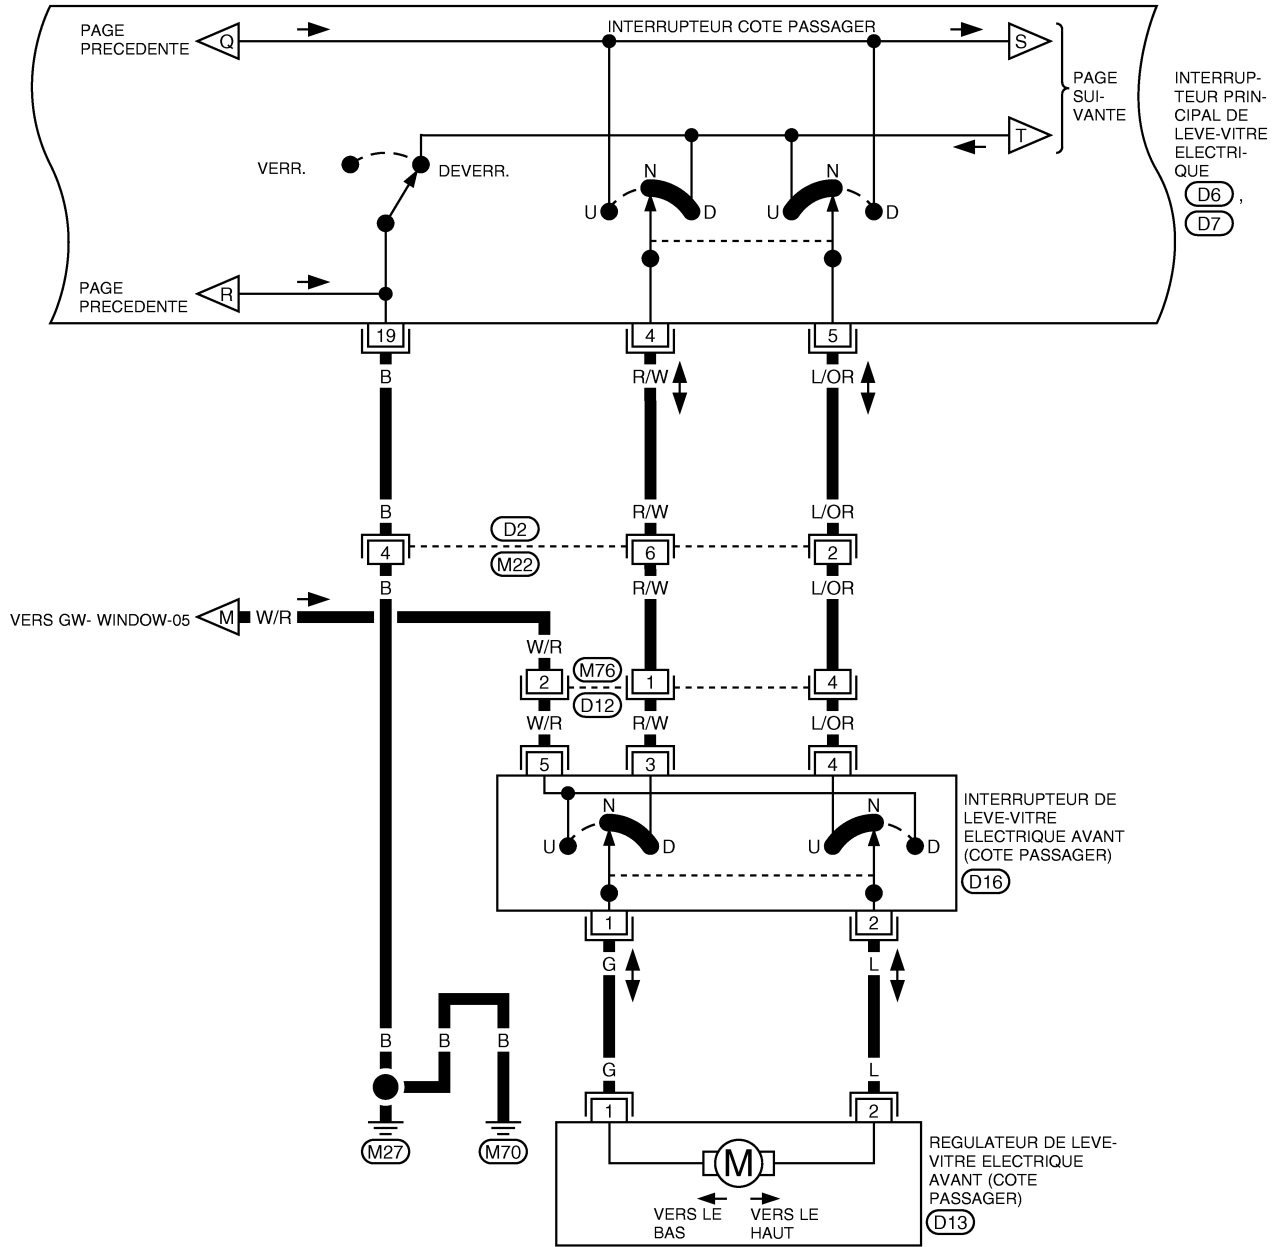 PAGE
PRECEDENTE
Q
INTERRUPTEUR COTE PASSAGER
S
PAGE
SUI-
VANTE
T
INTERRUP-
TEUR PRIN-
CIPAL DE
LEVE-VITRE
ELECTRI-
QUE
D6 ,
D7
VERR.
DEVERR.
N
U
D
N
U
D
PAGE
PRECEDENTE
R
19
4
5
B
R/W
L/OR
B
R/W
L/OR
D2
4
6
2
M22
B
R/W
L/OR
VERS GW- WINDOW-05
M
W/R
W/R
M76
2
1
4
D12
W/R
R/W
L/OR
5
3
4
N
U
D
N
U
D
INTERRUPTEUR DE
LEVE-VITRE
ELECTRIQUE AVANT
(COTE PASSAGER)
D16
1
2
G
L
B
B
B
G
L
1
2
M27
M70
M
VERS LE
BAS
VERS LE
HAUT
REGULATEUR DE LEVE-
VITRE ELECTRIQUE
AVANT (COTE
PASSAGER)
D13